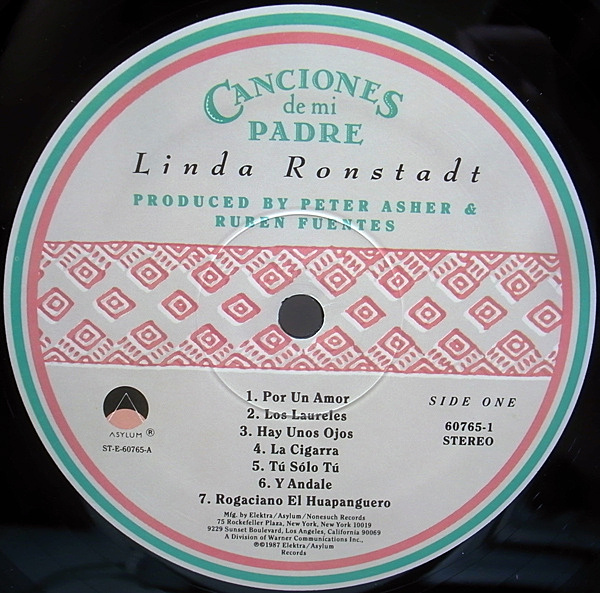 CANCIONES
de mi
PADRE
Linda Ronstadt
PRODUCED BY PETER ASHER &
RUBEN FUENTES
SIDE ONE
60765-1
STEREO
ASYLUM ®
ST-E-60765-A
1. Por Un Amor
2. Los Laureles
3. Hay Unos Ojos
4. La Cigarra
5. Tú Sólo Tú
6. Y Andale
7. Rogaciano El Huapanguero
Mfg. by Elektra/Asylum/Nonesuch Records
75 Rockefeller Plaza, New York, New York 10019
9229 Sunset Boulevard, Los Angeles, California 90069
A Division of Warner Communications Inc.,
℗©1987 Elektra/Asylum
Records